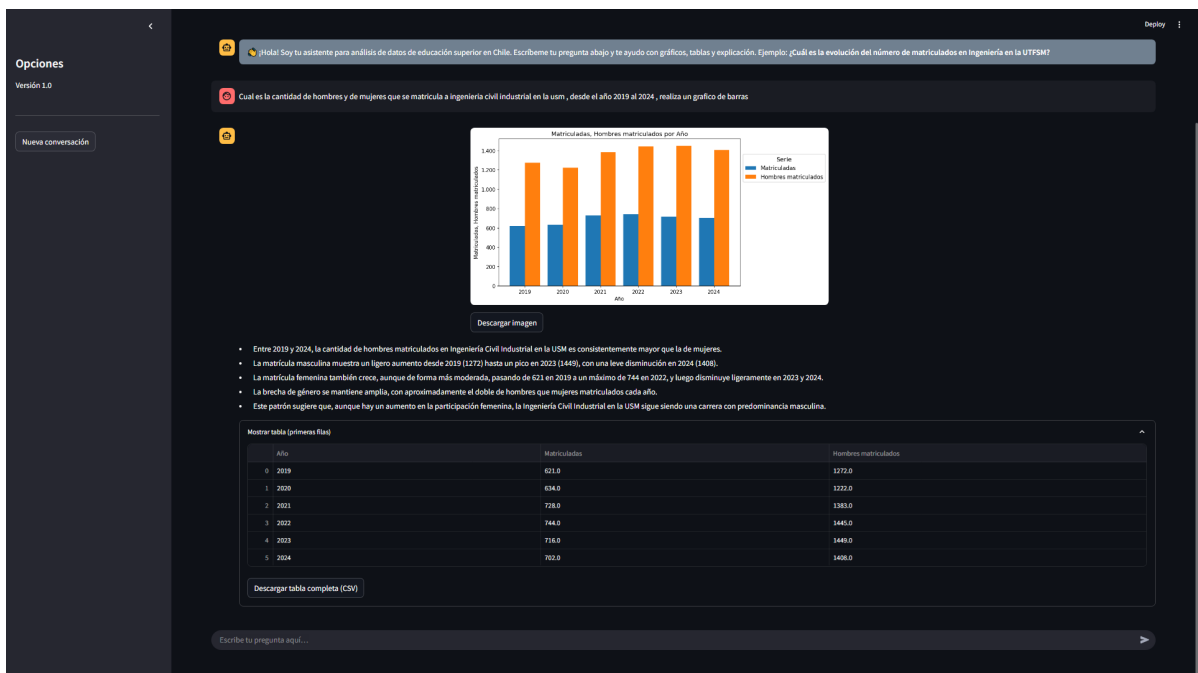 Deploy
Opciones
Versión 1.0
Nueva conversación
¡Hola! Soy tu asistente para análisis de datos de educación superior en Chile. Escríbeme tu pregunta abajo y te ayudo con gráficos, tablas y explicación. Ejemplo: ¿Cuál es la evolución del número de matriculados en Ingeniería en la UTFSM?
Cual es la cantidad de hombres y de mujeres que se matricula a ingenieria civil industrial en la usm , desde el año 2019 al 2024 , realiza un grafico de barras
Matriculadas, Hombres matriculados por Año
Matriculadas, Hombres matriculados
1.400
1.200
1.000
800
600
400
200
0
2019 2020 2021 2022 2023 2024
Año
Serie
Matriculadas
Hombres matriculados
Descargar imagen
• Entre 2019 y 2024, la cantidad de hombres matriculados en Ingeniería Civil Industrial en la USM es consistentemente mayor que la de mujeres.
• La matrícula masculina muestra un ligero aumento desde 2019 (1272) hasta un pico en 2023 (1449), con una leve disminución en 2024 (1408).
• La matrícula femenina también crece, aunque de forma más moderada, pasando de 621 en 2019 a un máximo de 744 en 2022, y luego disminuye ligeramente en 2023 y 2024.
• La brecha de género se mantiene amplia, con aproximadamente el doble de hombres que mujeres matriculados cada año.
• Este patrón sugiere que, aunque hay un aumento en la participación femenina, la Ingeniería Civil Industrial en la USM sigue siendo una carrera con predominancia masculina.
Mostrar tabla (primeras filas)
Año Matriculadas Hombres matriculados
0 2019 621.0 1272.0
1 2020 634.0 1222.0
2 2021 728.0 1383.0
3 2022 744.0 1445.0
4 2023 716.0 1449.0
5 2024 702.0 1408.0
Descargar tabla completa (CSV)
Escribe tu pregunta aquí...